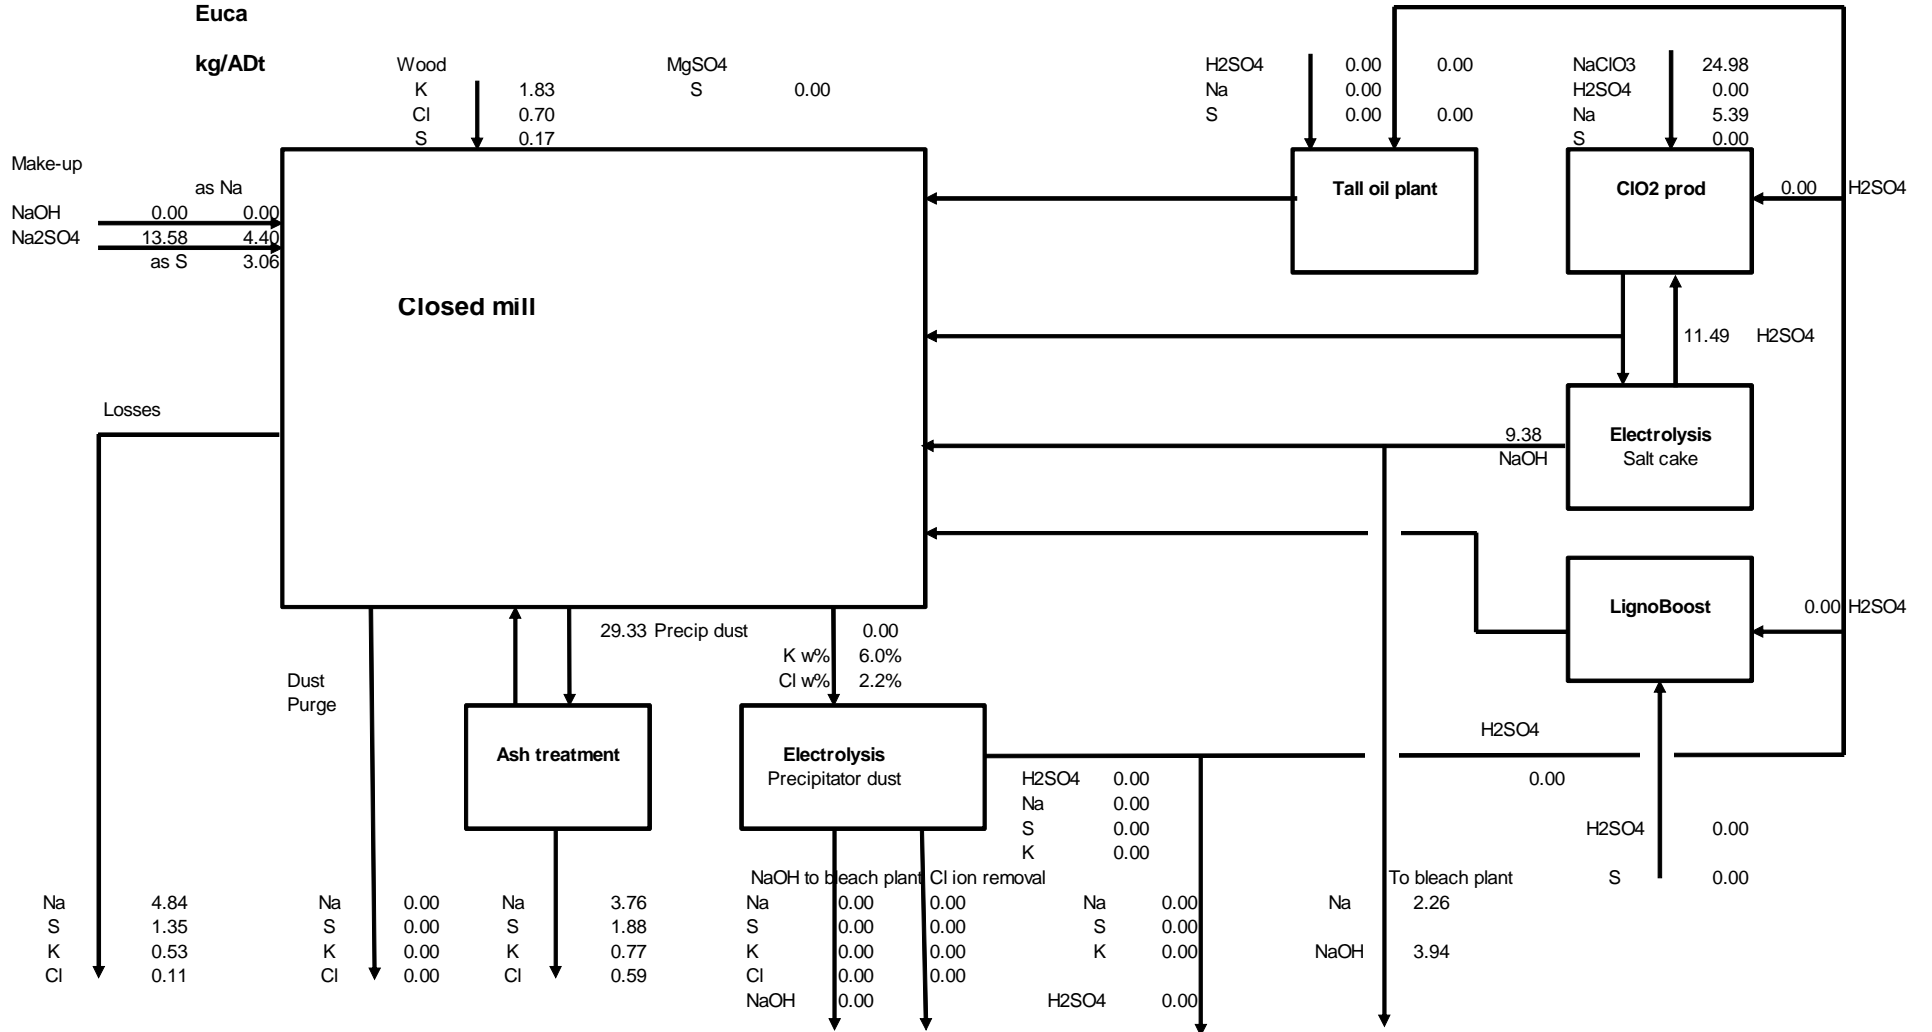 Euca
kg/ADt
Wood
K 1.83
Cl 0.70
S 0.17
MgSO4
S 0.00
H2SO4 0.00 0.00
Na 0.00
S 0.00 0.00
NaClO3 24.98
H2SO4 0.00
Na 5.39
S 0.00
Make-up
as Na
NaOH 0.00 0.00
Na2SO4 13.58 4.40
as S 3.06
Closed mill
Tall oil plant
ClO2 prod
0.00 H2SO4
11.49 H2SO4
Losses
9.38
NaOH
Electrolysis
Salt cake
LignoBoost
0.00 H2SO4
29.33 Precip dust 0.00
K w% 6.0%
Cl w% 2.2%
Dust
Purge
Ash treatment
Electrolysis
Precipitator dust
H2SO4
0.00
H2SO4 0.00
Na 0.00
S 0.00
K 0.00
H2SO4 0.00
S 0.00
NaOH to bleach plant Cl ion removal
To bleach plant
Na 4.84
S 1.35
K 0.53
Cl 0.11
Na 0.00
S 0.00
K 0.00
Cl 0.00
Na 3.76
S 1.88
K 0.77
Cl 0.59
Na 0.00 0.00
S 0.00 0.00
K 0.00 0.00
Cl 0.00 0.00
NaOH 0.00
Na 0.00
S 0.00
K 0.00
H2SO4 0.00
Na 2.26
NaOH 3.94